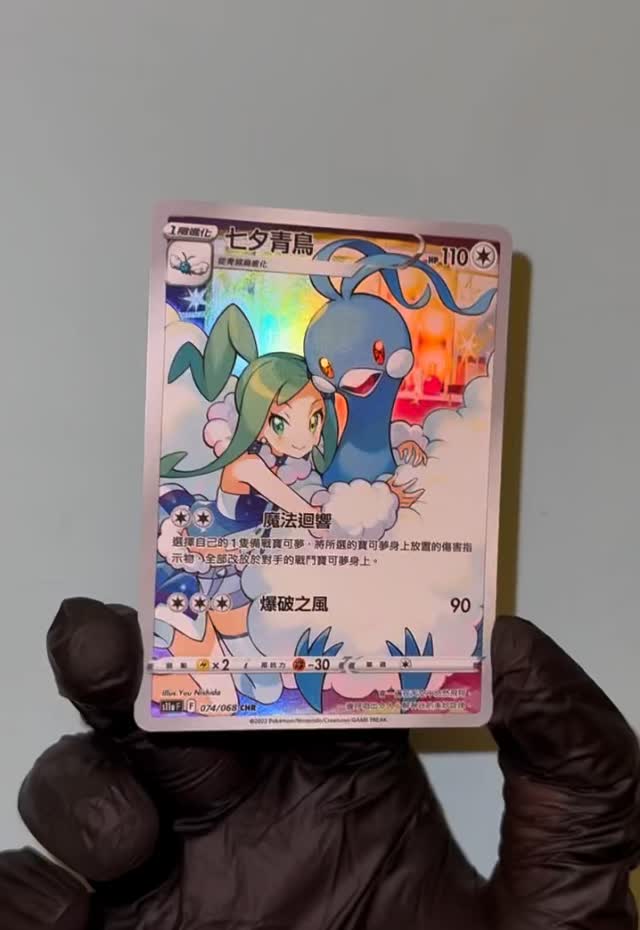 1階進化
七夕青鳥
HP 110
從青綿鳥進化
魔法迴響
選擇自己的1隻備戰寶可夢，將所選的寶可夢身上放置的傷害指
示物，全部改放於對手的戰鬥寶可夢身上。
爆破之風 90
弱點 ×2 抵抗力 -30 撤退
Illus. You Nishida
s11a F F 074/068 CHR
©2022 Pokémon/Nintendo/Creatures/GAME FREAK.